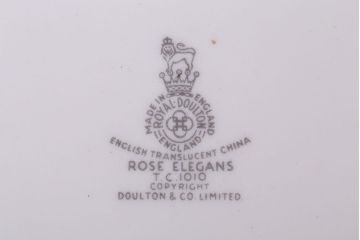 MADE IN ENGLAND
ROYAL·DOULTON
ENGLAND
ENGLISH TRANSLUCENT CHINA
ROSE ELEGANS
T.C.1010
COPYRIGHT
DOULTON & CO. LIMITED